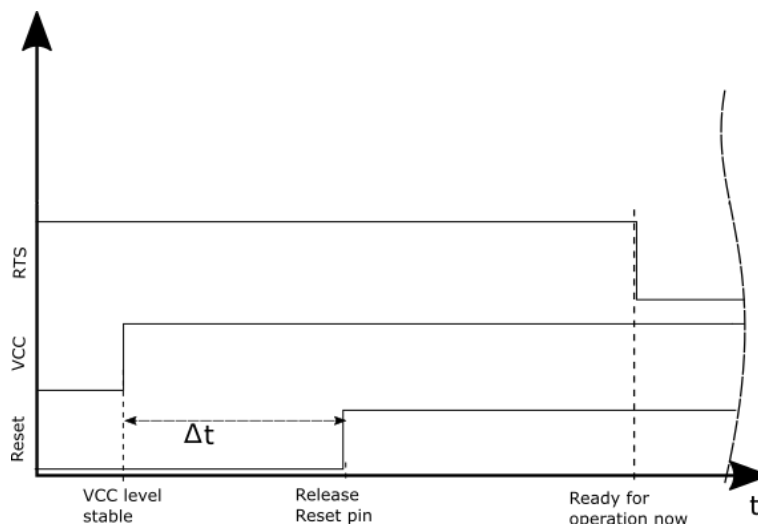 RTS
VCC
Reset
Δt
VCC level
stable
Release
Reset pin
Ready for
operation now
t